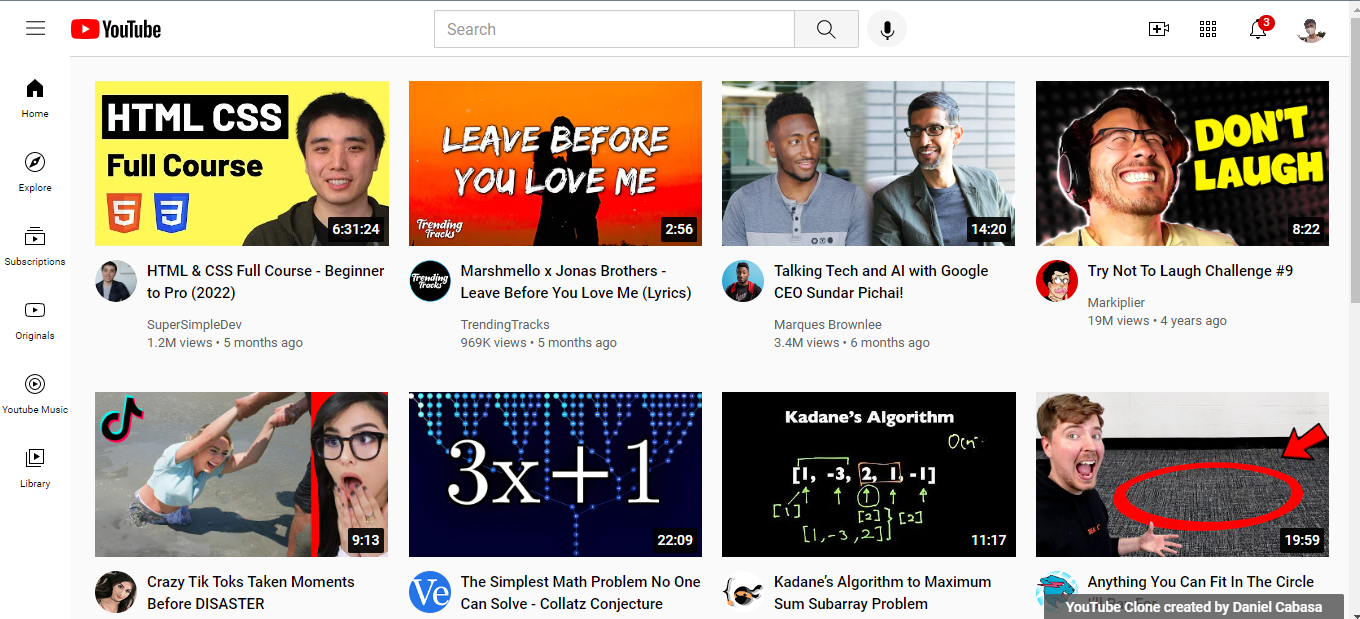 YouTube
Search
3
Home
Explore
Subscriptions
Originals
Youtube Music
Library
HTML CSS
Full Course
5
3
6:31:24
HTML & CSS Full Course - Beginner
to Pro (2022)
SuperSimpleDev
1.2M views • 5 months ago
LEAVE BEFORE
YOU LOVE ME
Trending
Tracks
2:56
Trending
Tracks
Marshmello x Jonas Brothers -
Leave Before You Love Me (Lyrics)
TrendingTracks
969K views • 5 months ago
14:20
Talking Tech and AI with Google
CEO Sundar Pichai!
Marques Brownlee
3.4M views • 6 months ago
DON'T
LAUGH
8:22
Try Not To Laugh Challenge #9
Markiplier
19M views • 4 years ago
9:13
Crazy Tik Toks Taken Moments
Before DISASTER
3x+1
22:09
Ve
The Simplest Math Problem No One
Can Solve - Collatz Conjecture
Kadane's Algorithm
[1, -3, 2, 1, -1]
[1]
[2]
[2]
[1, -3, 2]
11:17
Kadane's Algorithm to Maximum
Sum Subarray Problem
19:59
Anything You Can Fit In The Circle
YouTube Clone created by Daniel Cabasa